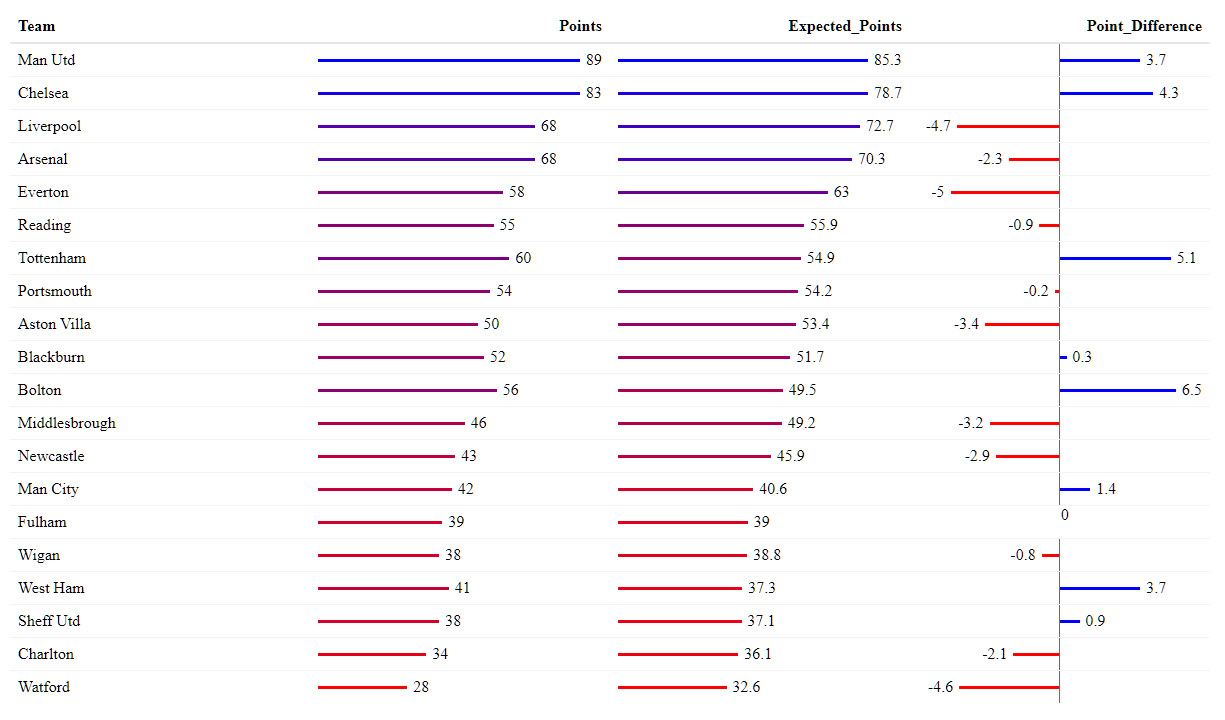 Team Points Expected_Points Point_Difference
Man Utd 89 85.3 3.7
Chelsea 83 78.7 4.3
Liverpool 68 72.7 -4.7
Arsenal 68 70.3 -2.3
Everton 58 63 -5
Reading 55 55.9 -0.9
Tottenham 60 54.9 5.1
Portsmouth 54 54.2 -0.2
Aston Villa 50 53.4 -3.4
Blackburn 52 51.7 0.3
Bolton 56 49.5 6.5
Middlesbrough 46 49.2 -3.2
Newcastle 43 45.9 -2.9
Man City 42 40.6 1.4
Fulham 39 39 0
Wigan 38 38.8 -0.8
West Ham 41 37.3 3.7
Sheff Utd 38 37.1 0.9
Charlton 34 36.1 -2.1
Watford 28 32.6 -4.6